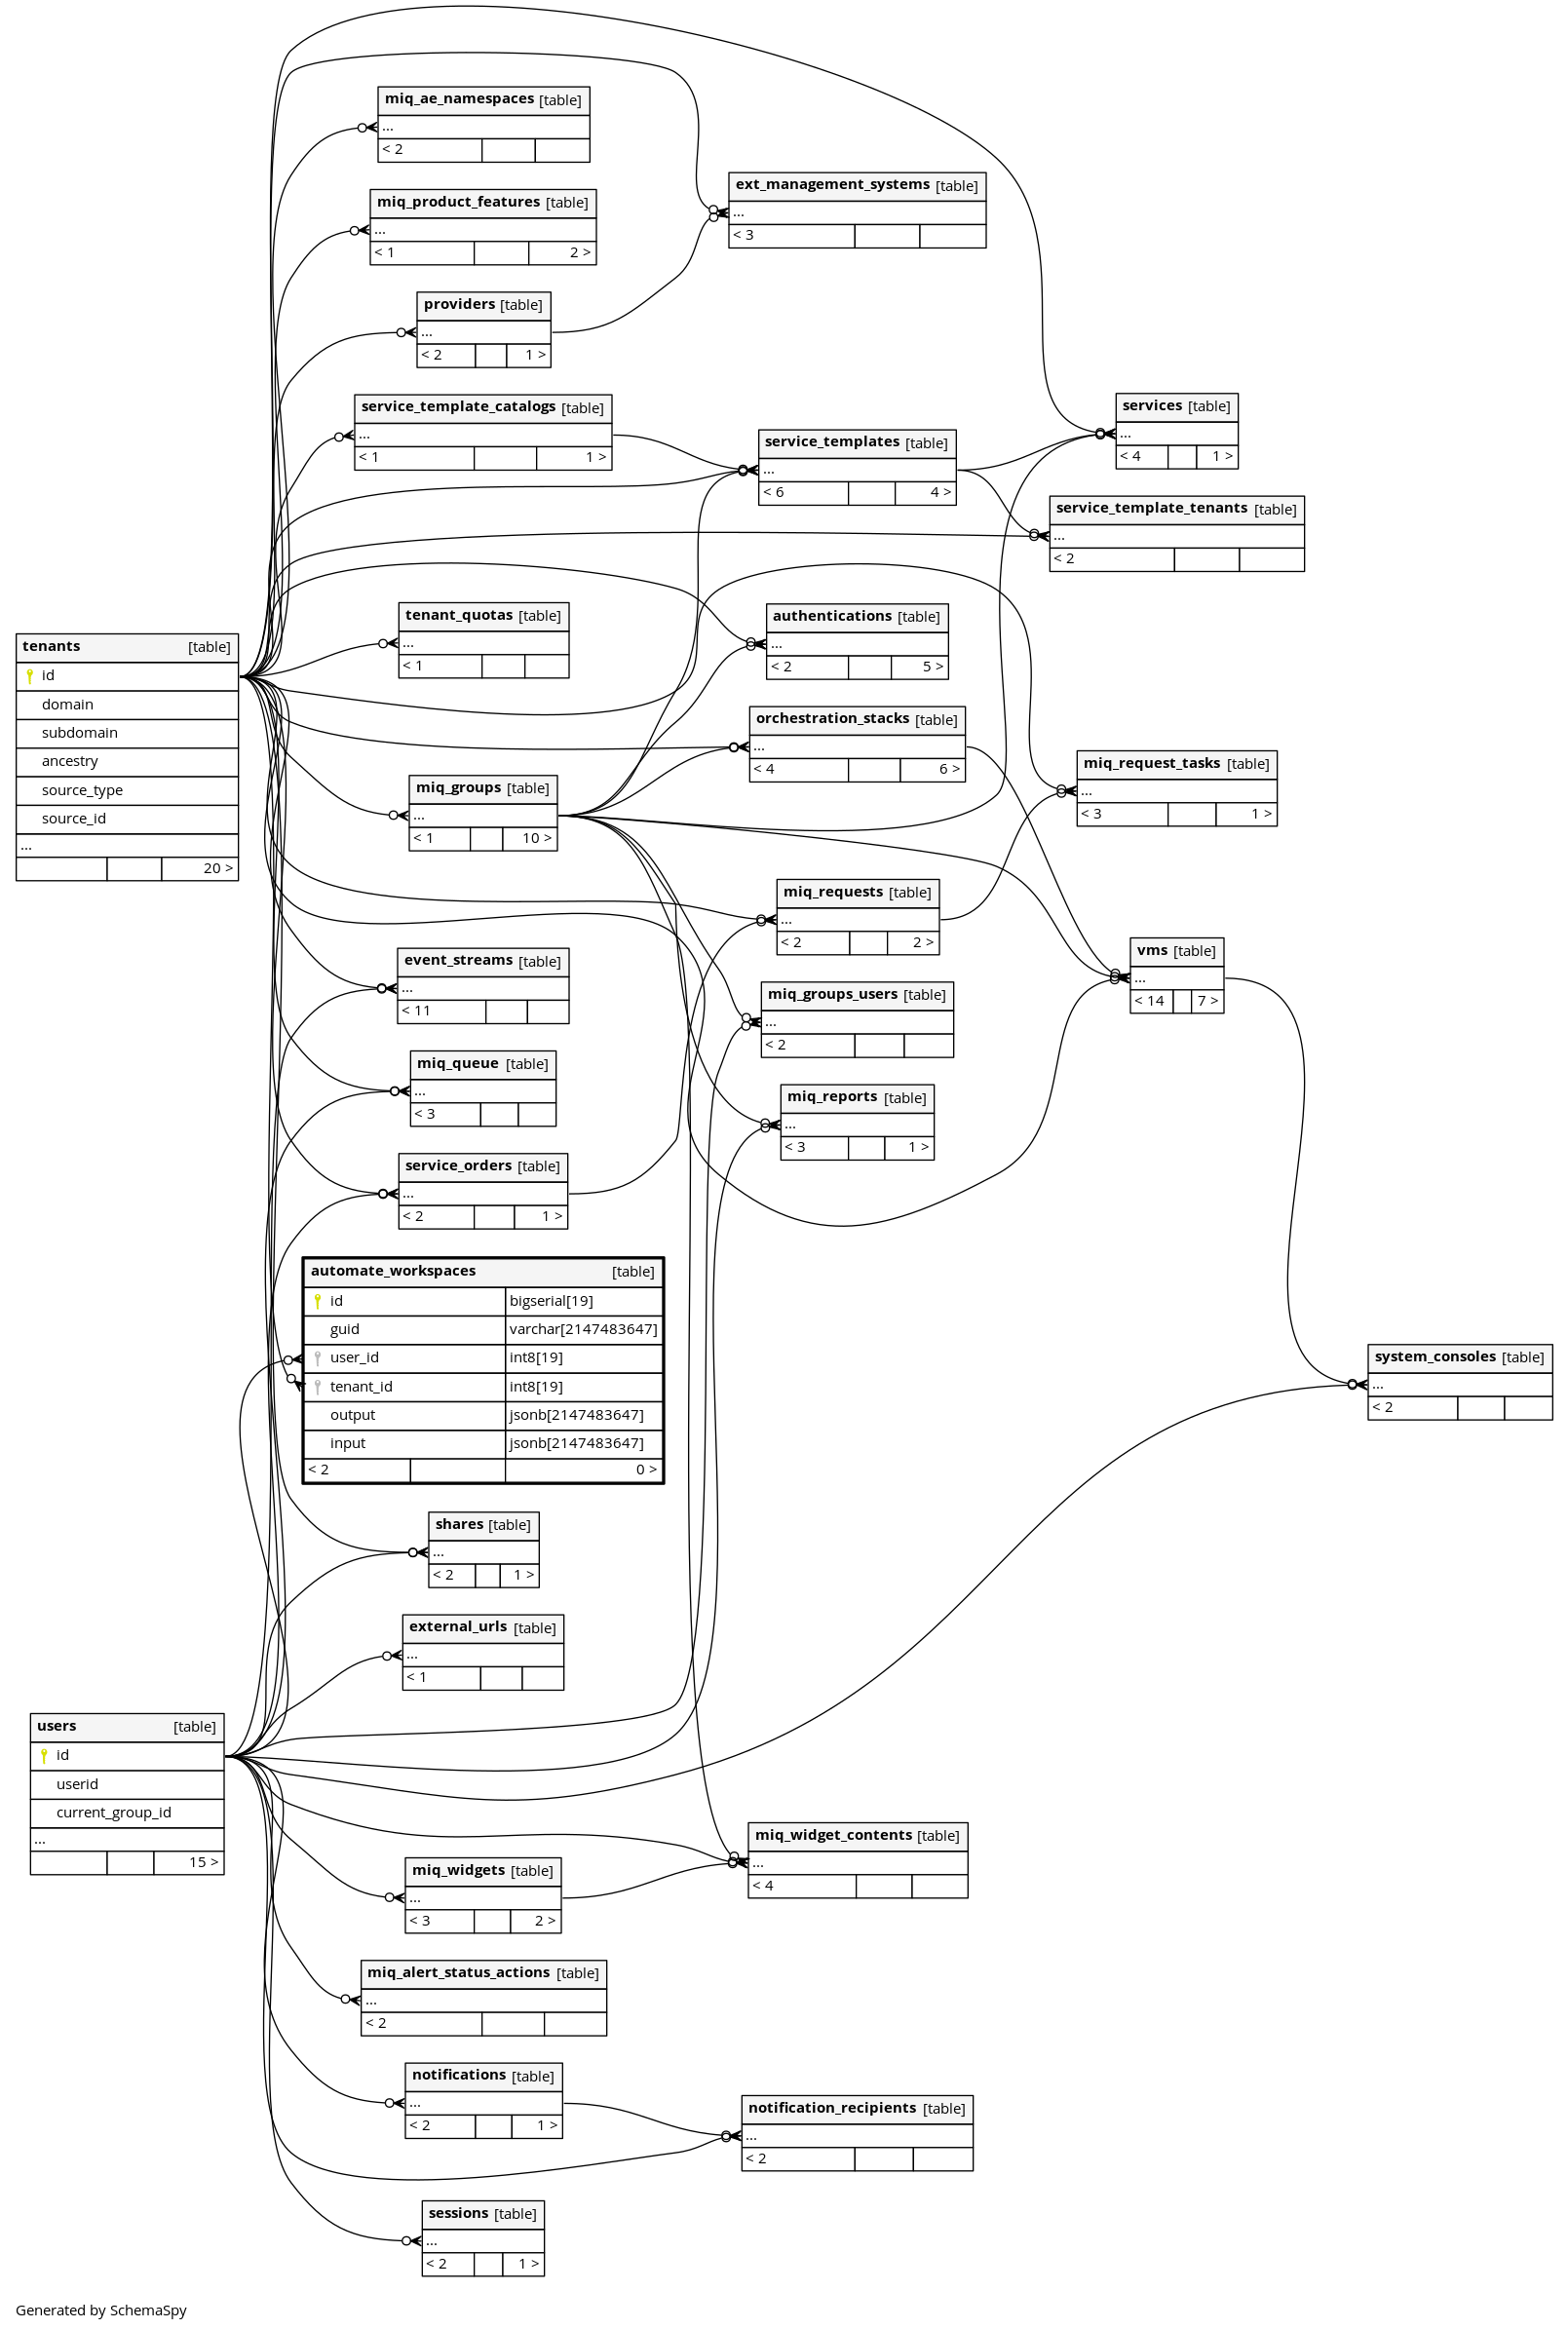 miq_ae_namespaces [table]
...
< 2
ext_management_systems [table]
...
< 3
miq_product_features [table]
...
< 1 2 >
providers [table]
...
< 2 1 >
service_template_catalogs [table]
...
< 1 1 >
services [table]
...
< 4 1 >
service_templates [table]
...
< 6 4 >
service_template_tenants [table]
...
< 2
tenant_quotas [table]
...
< 1
authentications [table]
...
< 2 5 >
tenants [table]
id
domain
subdomain
ancestry
source_type
source_id
...
20 >
orchestration_stacks [table]
...
< 4 6 >
miq_request_tasks [table]
...
< 3 1 >
miq_groups [table]
...
< 1 10 >
miq_requests [table]
...
< 2 2 >
vms [table]
...
< 14 7 >
event_streams [table]
...
< 11
miq_groups_users [table]
...
< 2
miq_queue [table]
...
< 3
miq_reports [table]
...
< 3 1 >
service_orders [table]
...
< 2 1 >
automate_workspaces [table]
id bigserial[19]
guid varchar[2147483647]
user_id int8[19]
tenant_id int8[19]
output jsonb[2147483647]
input jsonb[2147483647]
< 2 0 >
system_consoles [table]
...
< 2
shares [table]
...
< 2 1 >
external_urls [table]
...
< 1
users [table]
id
userid
current_group_id
...
15 >
miq_widget_contents [table]
...
< 4
miq_widgets [table]
...
< 3 2 >
miq_alert_status_actions [table]
...
< 2
notifications [table]
...
< 2 1 >
notification_recipients [table]
...
< 2
sessions [table]
...
< 2 1 >
Generated by SchemaSpy